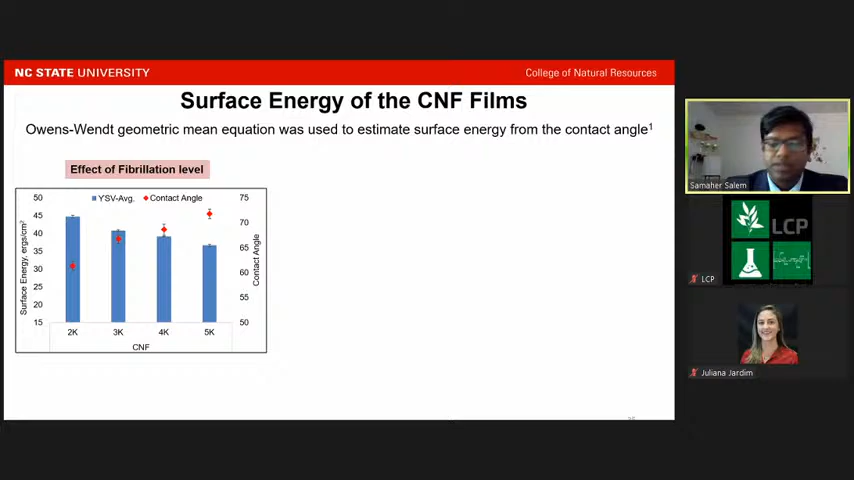 NC STATE UNIVERSITY
College of Natural Resources
Surface Energy of the CNF Films
Owens-Wendt geometric mean equation was used to estimate surface energy from the contact angle1
Effect of Fibrillation level
YSV-Avg.
Contact Angle
50
45
40
35
30
25
20
15
Surface Energy, ergs/cm2
75
70
65
60
55
50
Contact Angle
2K
3K
4K
5K
CNF
Samaher Salem
LCP
LCP
Juliana Jardim